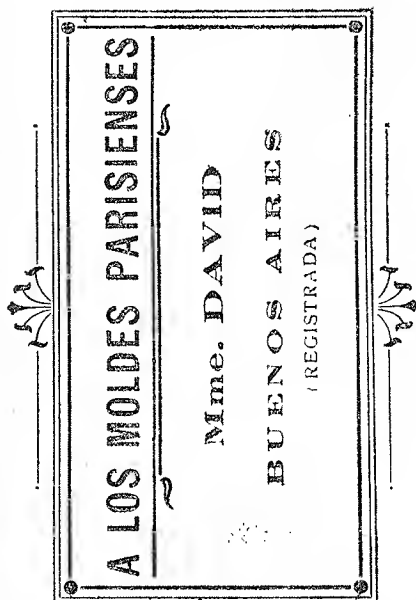 A LOS MOLDES PARISIENSES
Mme. DAVID
BUENOS AIRES
(REGISTRADA)